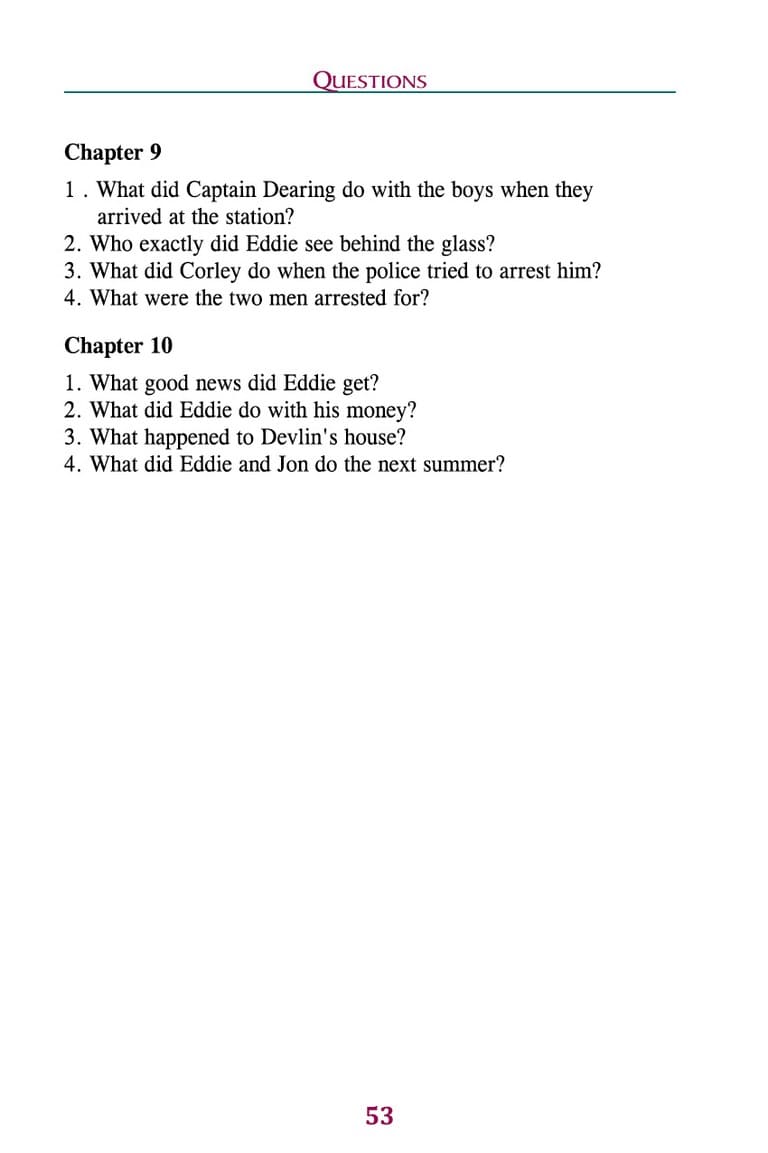 QUESTIONS
Chapter 9
1 . What did Captain Dearing do with the boys when they
arrived at the station?
2. Who exactly did Eddie see behind the glass?
3. What did Corley do when the police tried to arrest him?
4. What were the two men arrested for?
Chapter 10
1. What good news did Eddie get?
2. What did Eddie do with his money?
3. What happened to Devlin's house?
4. What did Eddie and Jon do the next summer?
53